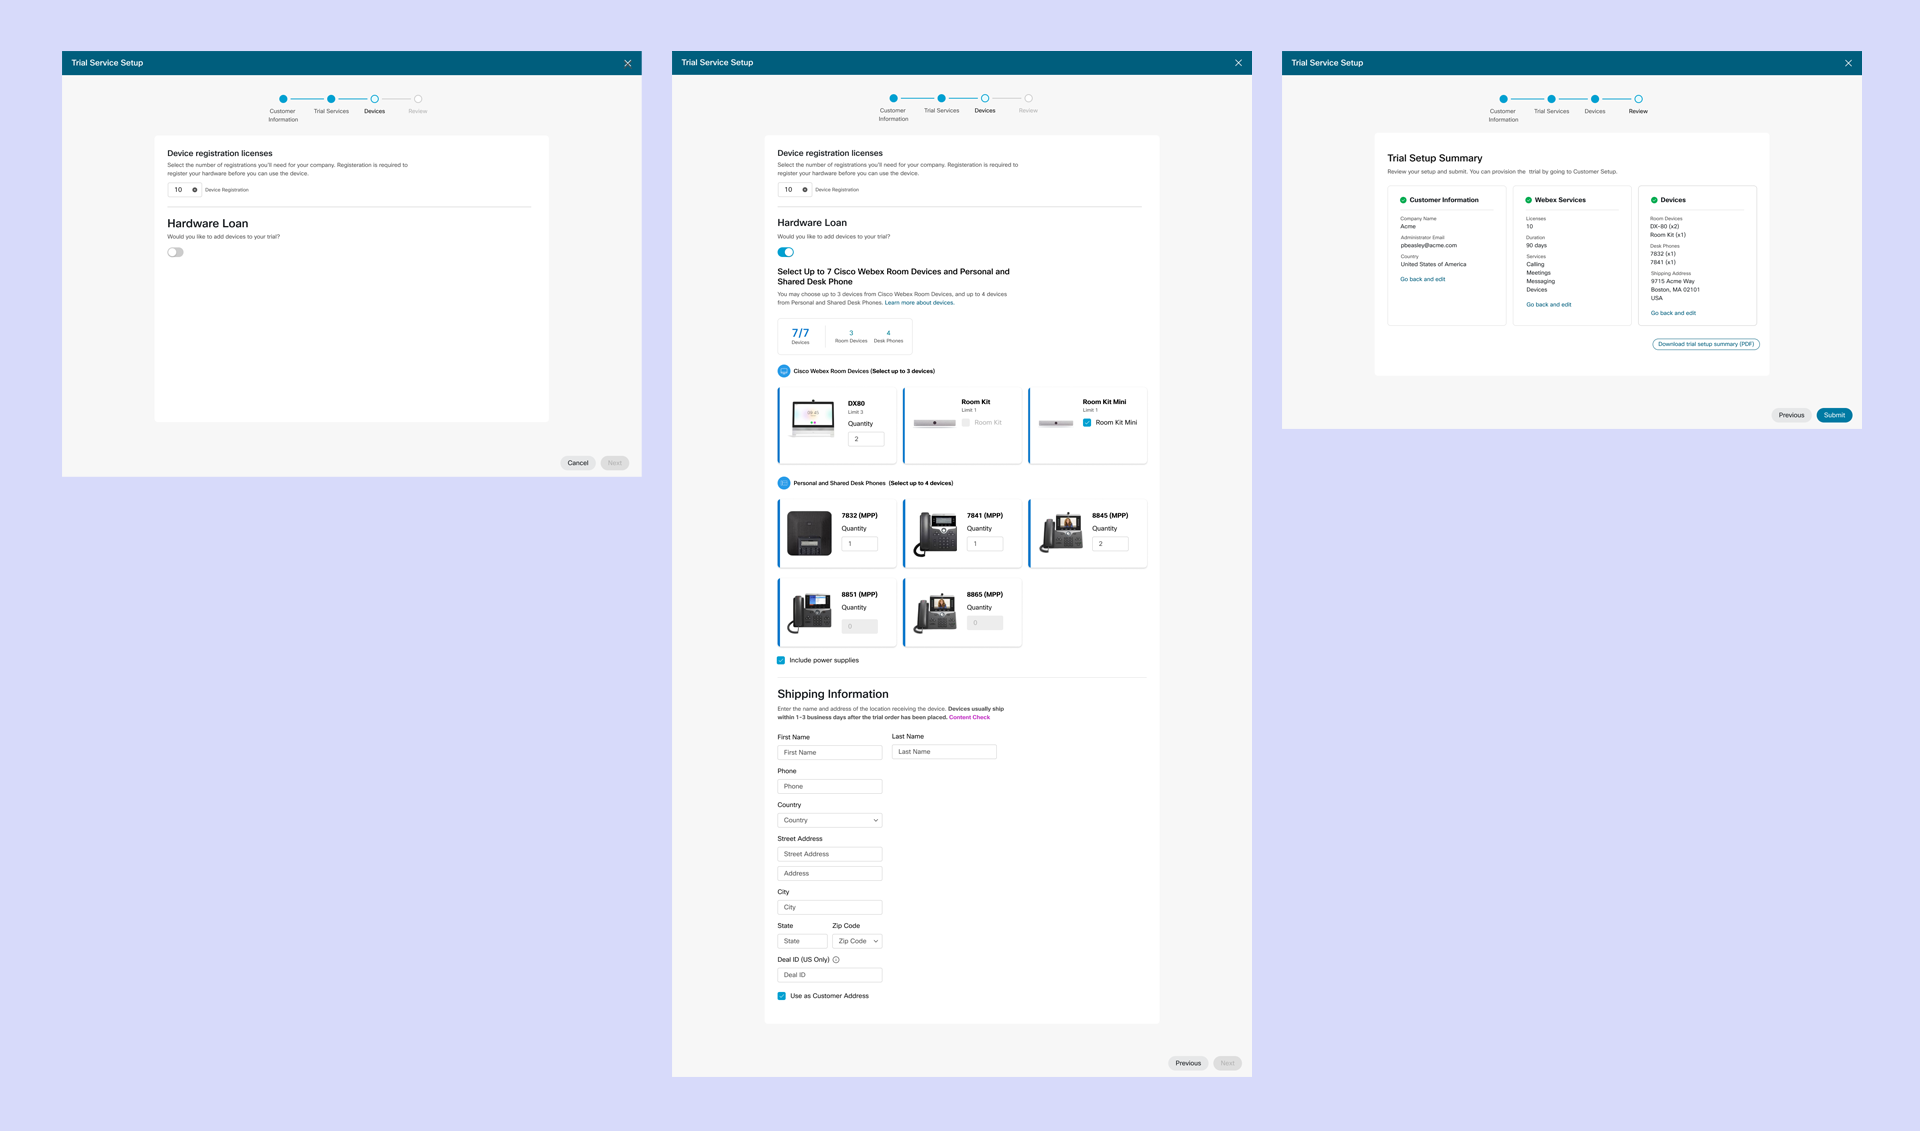 Trial Service Setup
Customer
Information
Trial Services
Devices
Review
Device registration licenses
Select the number of registrations you'll need for your company. Registeration is required to
register your hardware before you can use the device.
10
Device Registration
Hardware Loan
Would you like to add devices to your trial?
Cancel
Next
Trial Service Setup
Customer
Information
Trial Services
Devices
Review
Device registration licenses
Select the number of registrations you'll need for your company. Registeration is required to
register your hardware before you can use the device.
10
Device Registration
Hardware Loan
Would you like to add devices to your trial?
Select Up to 7 Cisco Webex Room Devices and Personal and
Shared Desk Phone
You may choose up to 3 devices from Cisco Webex Room Devices, and up to 4 devices
from Personal and Shared Desk Phones. Learn more about devices.
7/7
Devices
3
Room Devices
4
Desk Phones
Cisco Webex Room Devices (Select up to 3 devices)
DX80
Limit 3
Quantity
2
Room Kit
Limit 1
Room Kit
Room Kit Mini
Limit 1
Room Kit Mini
Personal and Shared Desk Phones (Select up to 4 devices)
7832 (MPP)
Quantity
1
7841 (MPP)
Quantity
1
8845 (MPP)
Quantity
2
8851 (MPP)
Quantity
0
8865 (MPP)
Quantity
0
Include power supplies
Shipping Information
Enter the name and address of the location receiving the device. Devices usually ship
within 1-3 business days after the trial order has been placed. Content Check
First Name
Last Name
First Name
Last Name
Phone
Phone
Country
Country
Street Address
Street Address
Address
City
City
State
Zip Code
State
Zip Code
Deal ID (US Only)
Deal ID
Use as Customer Address
Previous
Next
Trial Service Setup
Customer
Information
Trial Services
Devices
Review
Trial Setup Summary
Review your setup and submit. You can provision the ttrial by going to Customer Setup.
Customer Information
Company Name
Acme
Administrator Email
pbeasley@acme.com
Country
United States of America
Go back and edit
Webex Services
Licenses
10
Duration
90 days
Services
Calling
Meetings
Messaging
Devices
Go back and edit
Devices
Room Devices
DX-80 (x2)
Room Kit (x1)
Desk Phones
7832 (x1)
7841 (x1)
Shipping Address
9715 Acme Way
Boston, MA 02101
USA
Go back and edit
Download trial setup summary (PDF)
Previous
Submit